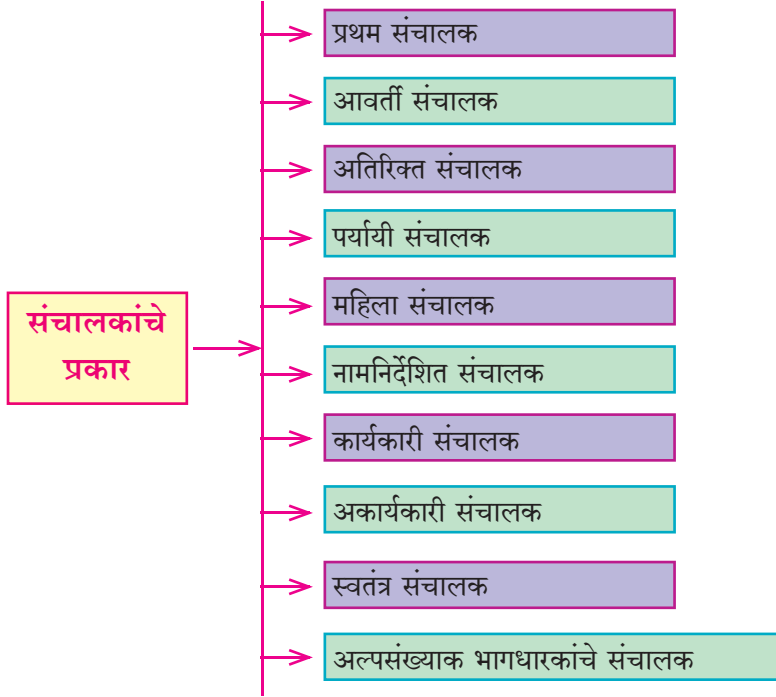 संचालकांचे
प्रकार
प्रथम संचालक
आवर्ती संचालक
अतिरिक्त संचालक
पर्यायी संचालक
महिला संचालक
नामनिर्देशित संचालक
कार्यकारी संचालक
अकार्यकारी संचालक
स्वतंत्र संचालक
अल्पसंख्याक भागधारकांचे संचालक